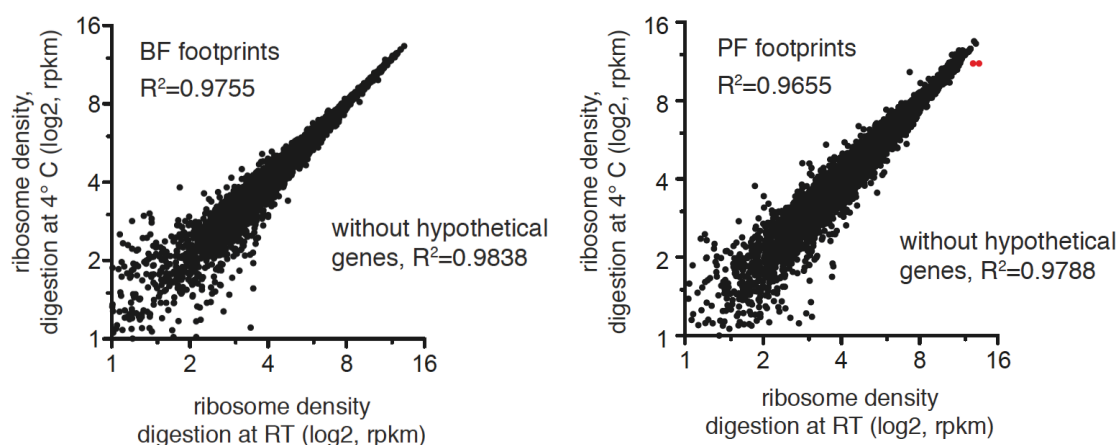 16
8
4
2
1
ribosome density,
digestion at 4° C (log2, rpkm)
BF footprints
R²=0.9755
without hypothetical
genes, R²=0.9838
1 2 4 8 16
ribosome density
digestion at RT (log2, rpkm)
16
8
4
2
1
ribosome density,
digestion at 4° C (log2, rpkm)
PF footprints
R²=0.9655
without hypothetical
genes, R²=0.9788
1 2 4 8 16
ribosome density
digestion at RT (log2, rpkm)